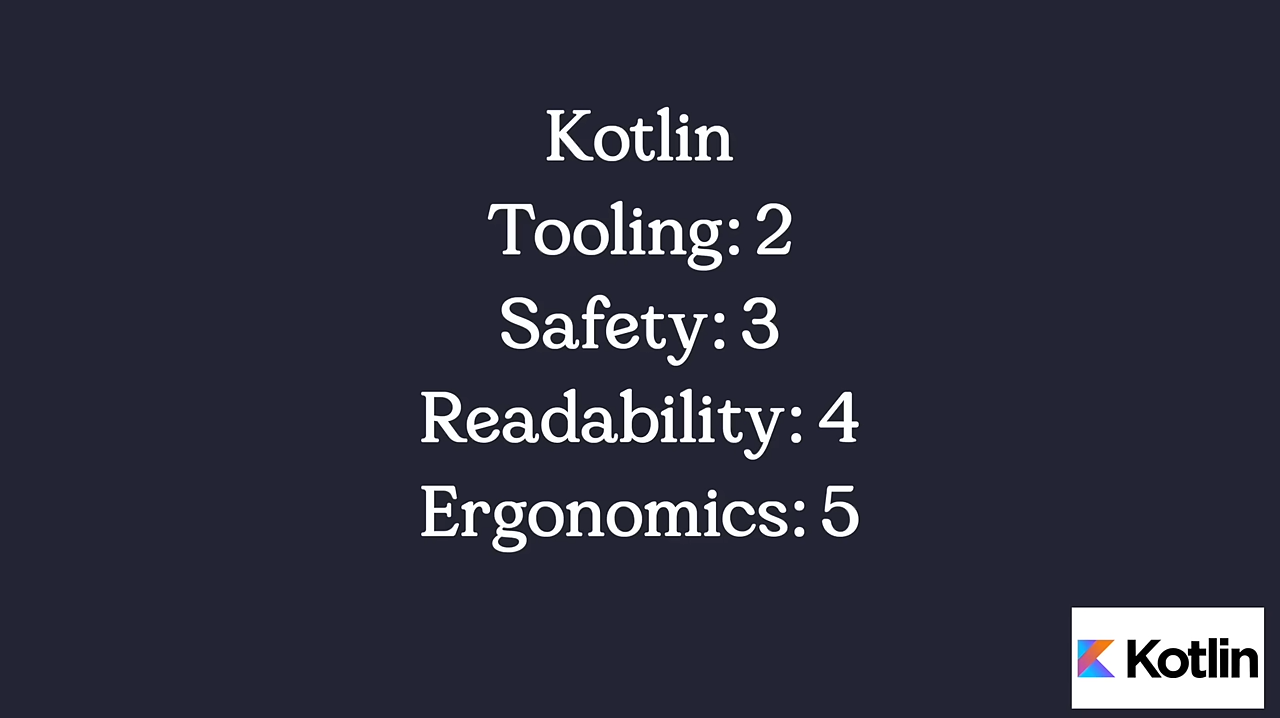 Kotlin
Tooling: 2
Safety: 3
Readability: 4
Ergonomics: 5
Kotlin